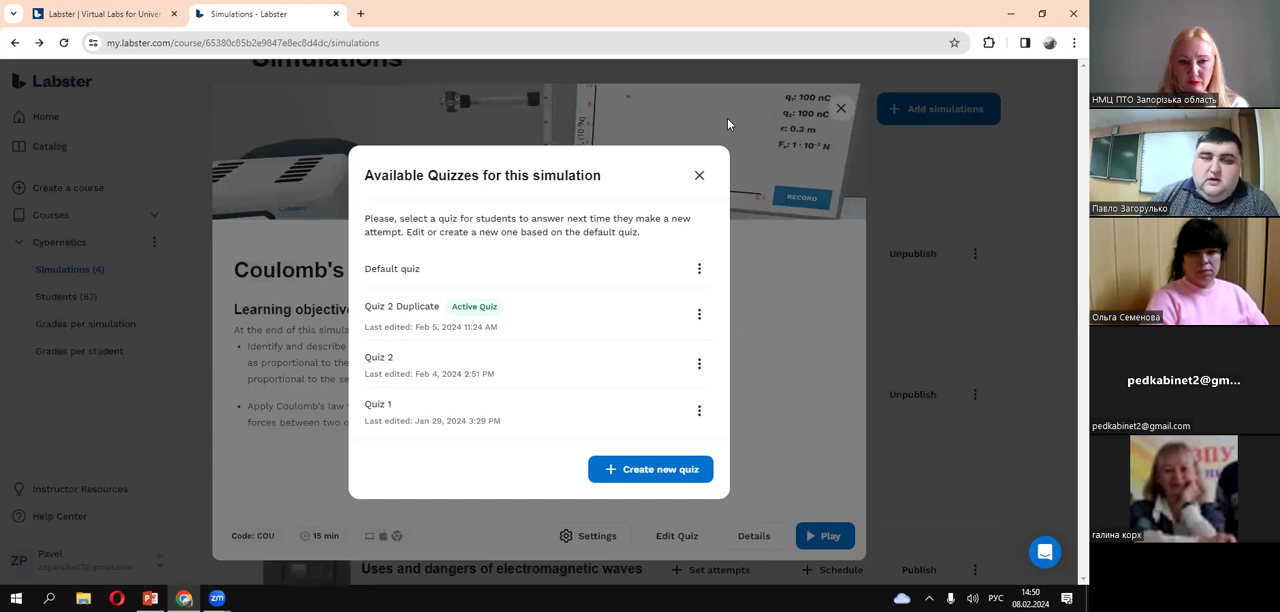 Labster | Virtual Labs for Univer
Simulations - Labster
my.labster.com/course/65380c85b2e9847e8ec8d4dc/simulations
Labster
Home
Catalog
Create a course
Courses
Cybernetics
Simulations (4)
Students (83)
Grades per simulation
Grades per student
Instructor Resources
Help Center
ZP
Pavel
zagarulko17@gmail.com
Simulations
Add simulations
q₁: 100 nC
q₂: 100 nC
r: 0.3 m
RECORD
Available Quizzes for this simulation
Please, select a quiz for students to answer next time they make a new
attempt. Edit or create a new one based on the default quiz.
Default quiz
Quiz 2 Duplicate Active Quiz
Last edited: Feb 5, 2024 11:24 AM
Quiz 2
Last edited: Feb 4, 2024 2:51 PM
Quiz 1
Last edited: Jan 29, 2024 3:29 PM
Create new quiz
Coulomb's
Learning objectiv
At the end of this simula
Identify and describe
as proportional to the
proportional to the se
Apply Coulomb's law
forces between two o
Unpublish
Unpublish
Code: COU
15 min
Settings
Edit Quiz
Details
Play
Uses and dangers of electromagnetic waves
Set attempts
Schedule
Publish
НМЦ ПТО Запорізька область
Павло Загорулько
Ольга Семенова
pedkabinet2@gm...
pedkabinet2@gmail.com
ЗПУ
галина корх
zm
РУС
14:50
08.02.2024